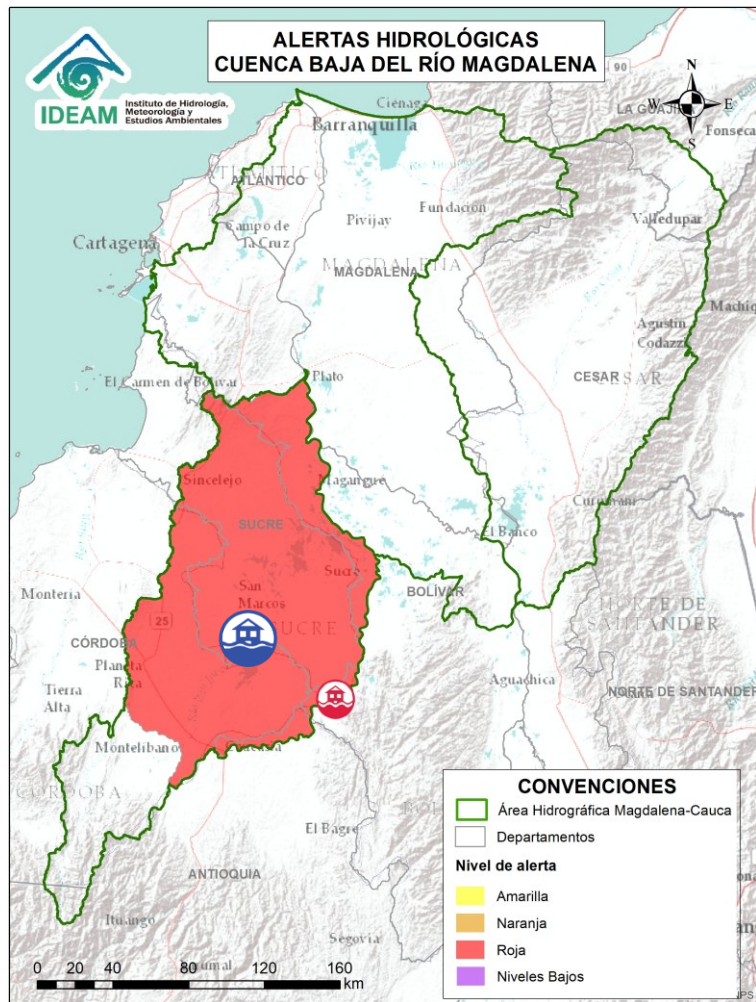 ALERTAS HIDROLÓGICAS
CUENCA BAJA DEL RÍO MAGDALENA
IDEAM
Instituto de Hidrología,
Meteorología y
Estudios Ambientales
N
W E
S
90
LA GUAJI
Fonseca
Ciénaga
Barranquilla
ATLÁNTICO
Campo de
la Cruz
Pivijay
Fundación
Valledupar
Cartagena
MAGDALENA
MAGDALENA
Agustín
Codazzi
CESAR
El Carmen de Bolívar
Plato
Sincelejo
Magangué
SUCRE
El Banco
Sucre
San
Marcos
SUCRE
BOLÍVAR
Montería
25
CÓRDOBA
Planeta
Rica
Tierra
Alta
NORTE DE
SANTANDER
Aguachica
NORTE DE SANTANDER
Montelíbano
El Bagre
ANTIOQUIA
Ituango
Segovia
CONVENCIONES
Área Hidrográfica Magdalena-Cauca
Departamentos
Nivel de alerta
Amarilla
Naranja
Roja
Niveles Bajos
0 20 40 80 120 160
km